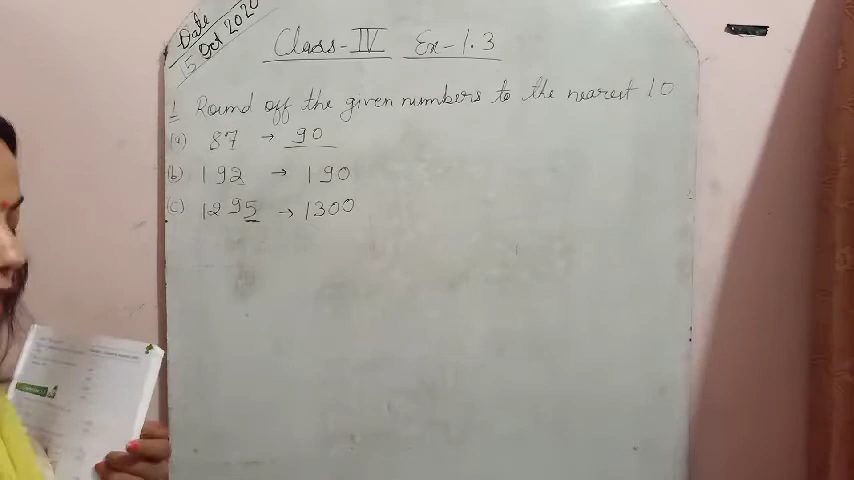 Date
15 Oct 2020
Class-IV Ex-1.3
1 Round off the given numbers to the nearest 10
(a) 87 → 90
(b) 192 → 190
(c) 1295 → 1300